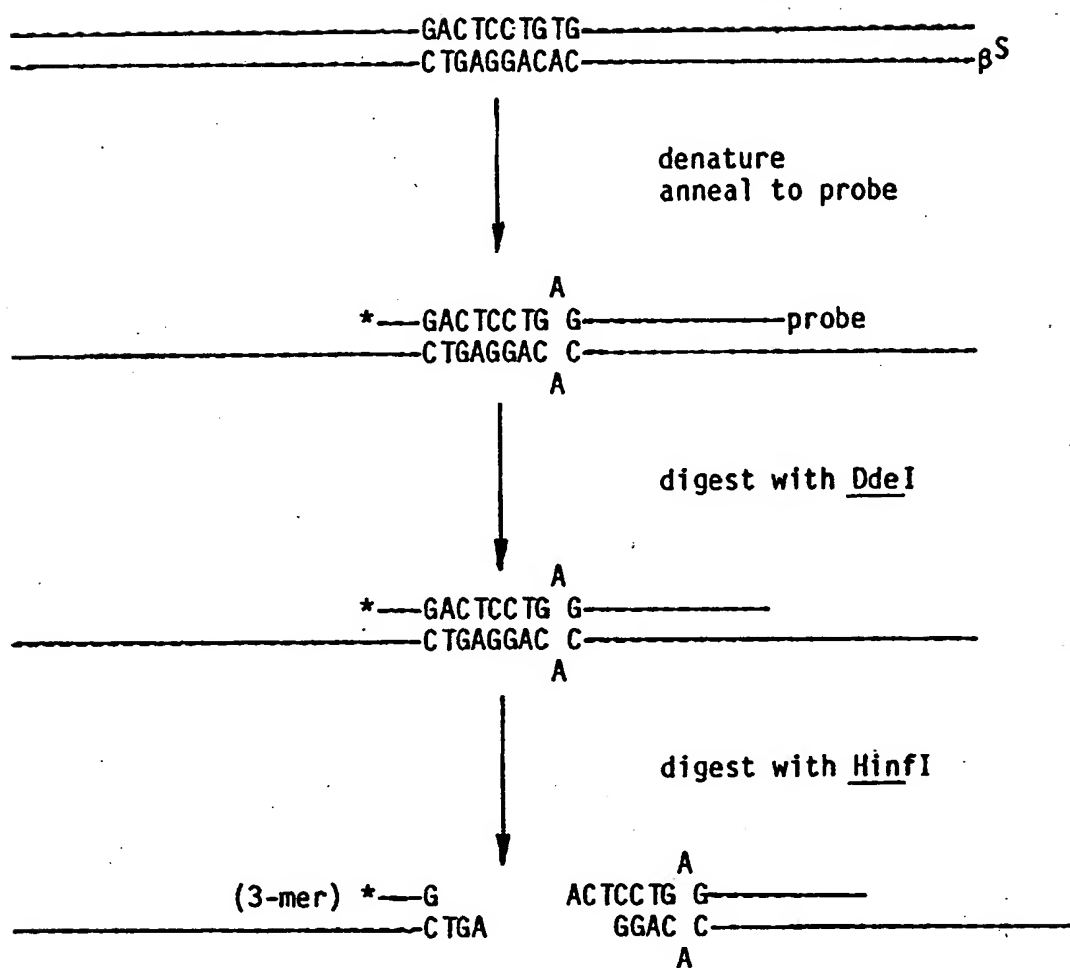 GACTCCTGTG
CTGAGGACAC
βS
denature
anneal to probe
A
*—GACTCCTG G probe
CTGAGGAC C
A
digest with DdeI
A
*—GACTCCTG G
CTGAGGAC C
A
digest with HinfI
A
(3-mer) *—G ACTCCTG G
CTGA GGAC C
A